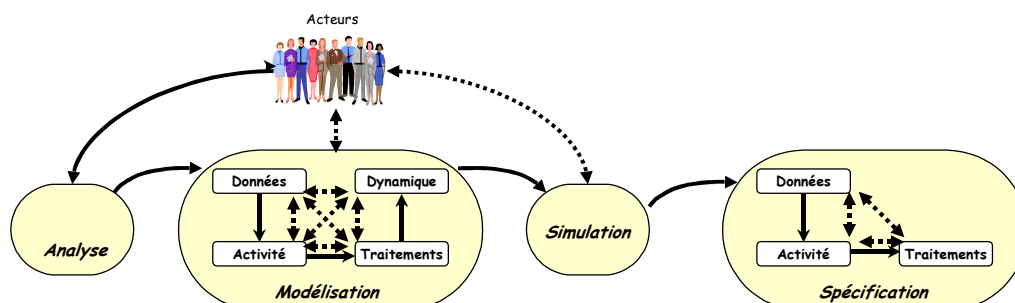 Acteurs
Données
Dynamique
Activité
Traitements
Analyse
Modélisation
Simulation
Données
Activité
Traitements
Spécification